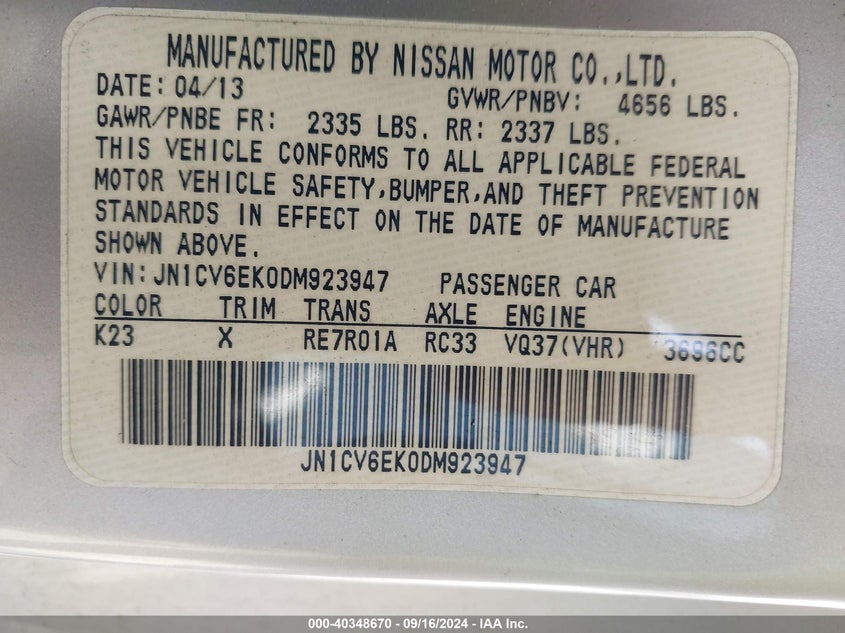 MANUFACTURED BY NISSAN MOTOR CO.,LTD.
DATE: 04/13 GVWR/PNBV: 4656 LBS.
GAWR/PNBE FR: 2335 LBS. RR: 2337 LBS.
THIS VEHICLE CONFORMS TO ALL APPLICABLE FEDERAL
MOTOR VEHICLE SAFETY,BUMPER,AND THEFT PREVENTION
STANDARDS IN EFFECT ON THE DATE OF MANUFACTURE
SHOWN ABOVE.
VIN:JN1CV6EK0DM923947 PASSENGER CAR
COLOR TRIM TRANS AXLE ENGINE
K23 X RE7R01A RC33 VQ37(VHR) 3696CC
JN1CV6EK0DM923947
000-40348670 - 09/16/2024 - IAA Inc.